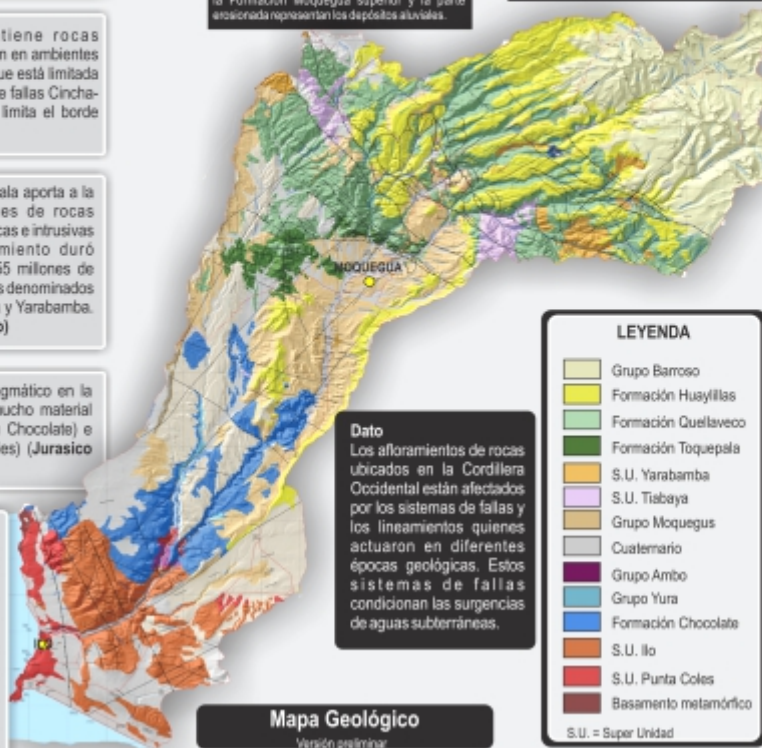 la Formación Moquegua superior y la parte
erosionada representan los depósitos aluviales.
tiene rocas
n en ambientes
ue está limitada
e fallas Cincha-
limita el borde
ala aporta a la
es de rocas
cas e intrusivas
miento duró
55 millones de
s denominados
a y Yarabamba.
o)
gmático en la
ucho material
Chocolate) e
es) (Jurasico
MOQUEGUA
Dato
Los afloramientos de rocas
ubicados en la Cordillera
Occidental están afectados
por los sistemas de fallas y
los lineamientos quienes
actuaron en diferentes
épocas geológicas. Estos
sistemas de fallas
condicionan las surgencias
de aguas subterráneas.
LEYENDA
Grupo Barroso
Formación Huaylillas
Formación Quellaveco
Formación Toquepala
S.U. Yarabamba
S.U. Tiabaya
Grupo Moquegus
Cuaternario
Grupo Ambo
Grupo Yura
Formación Chocolate
S.U. Ilo
S.U. Punta Coles
Basamento metamórfico
S.U. = Super Unidad
Mapa Geológico
Versión preliminar